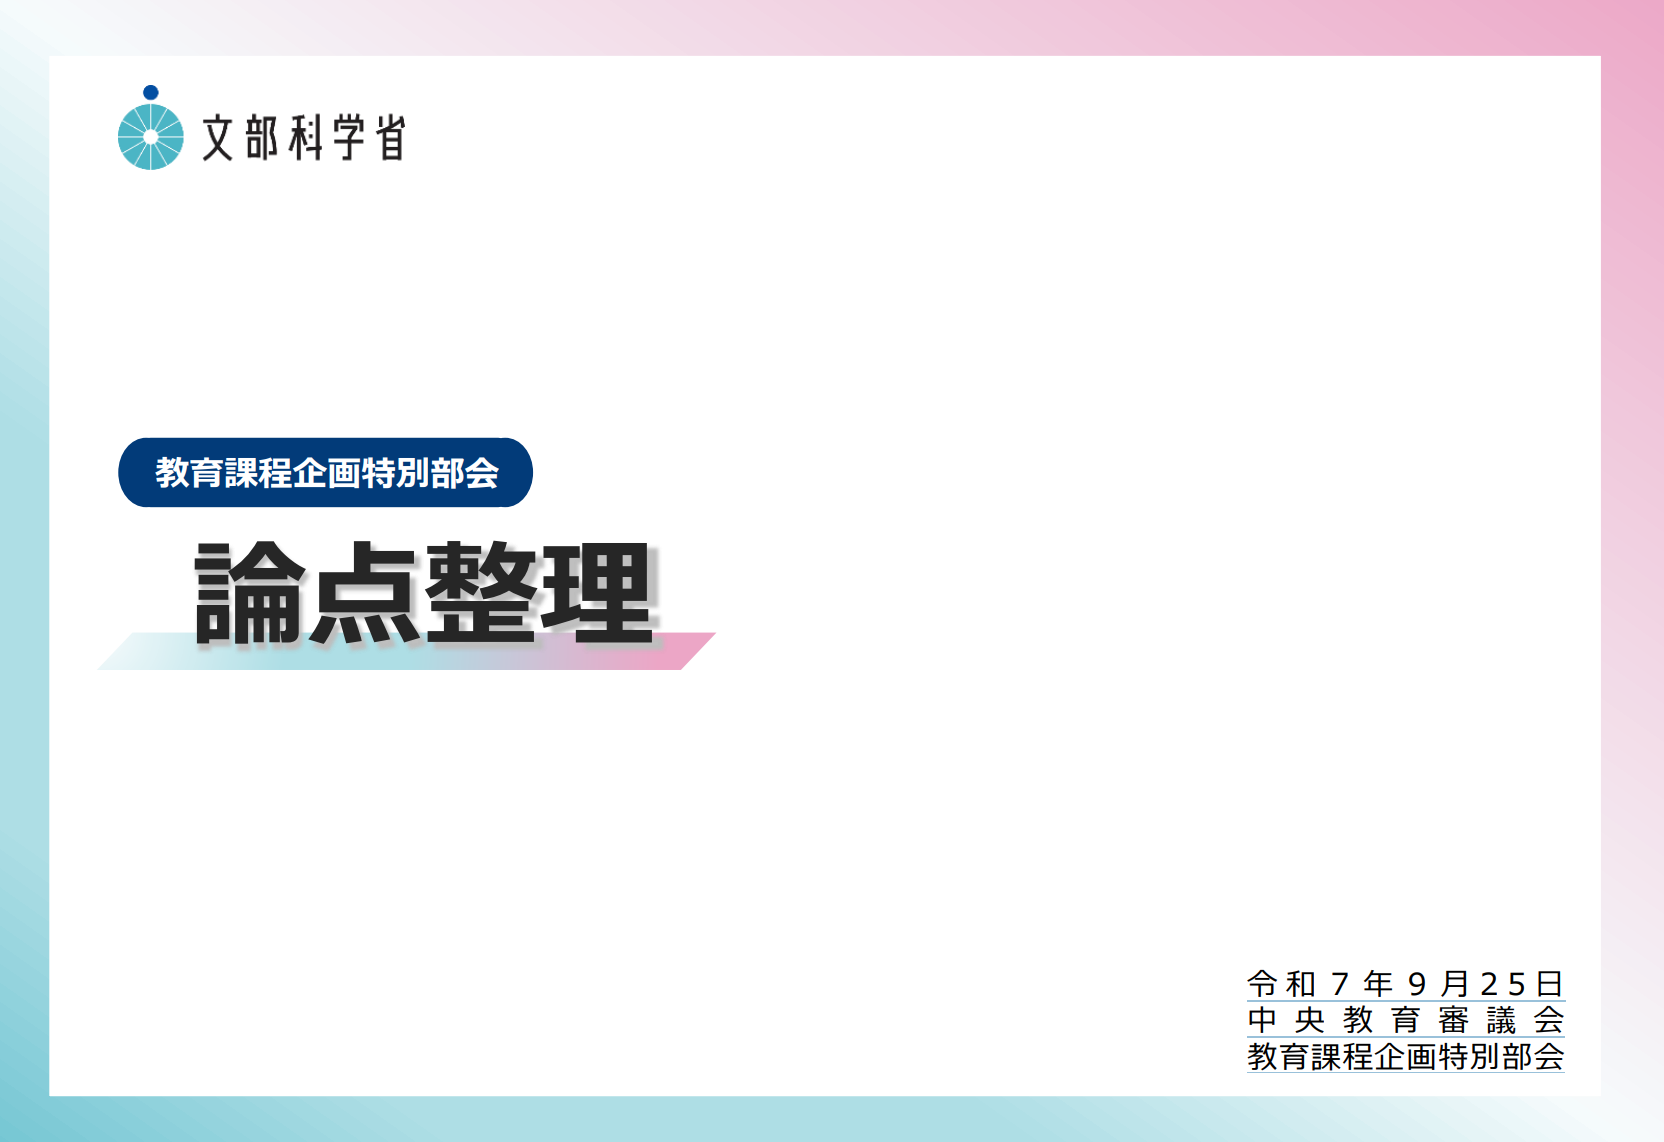 文部科学省
教育課程企画特別部会
論点整理
令和７年９月25日
中央教育審議会
教育課程企画特別部会